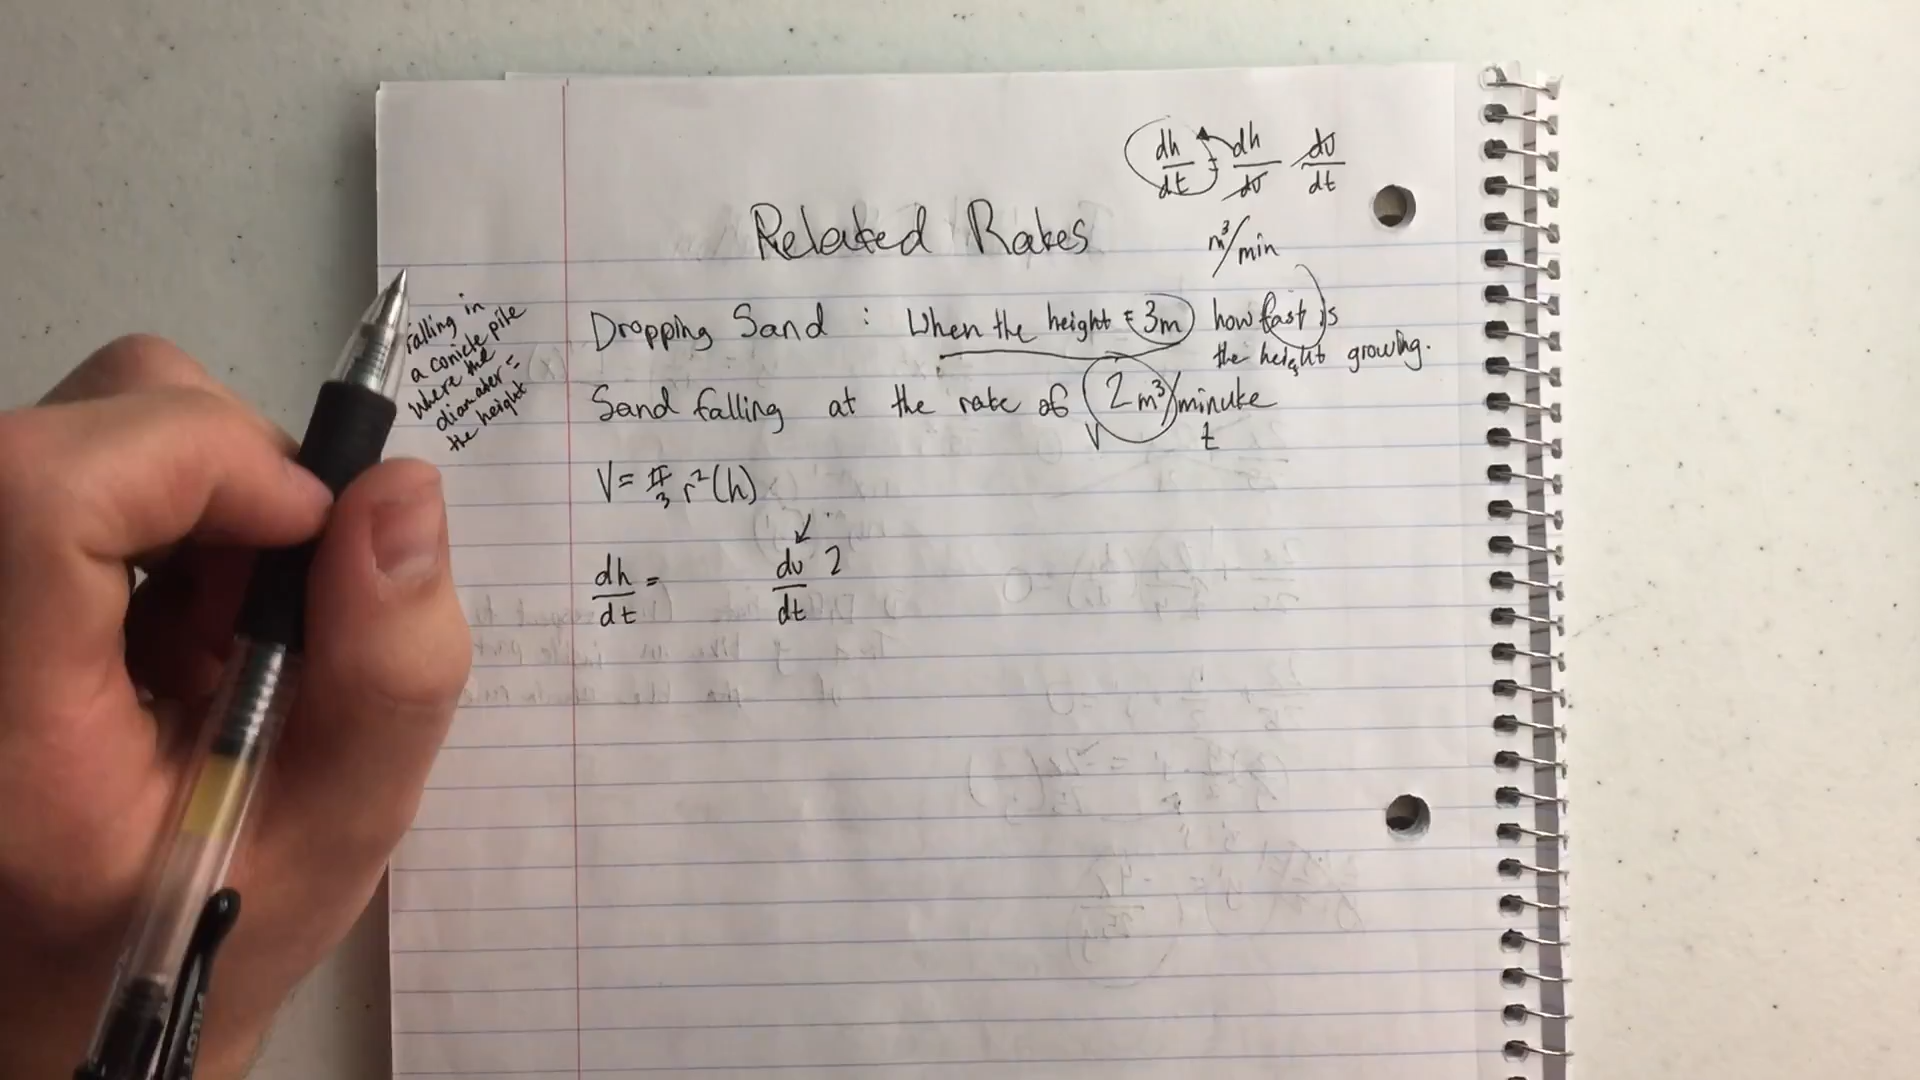 dh/dt = dh/dv dv/dt
Related Rates
m³/min
Dropping Sand : When the height = 3m how fast is
the height growing.
Sand falling at the rate of 2m³/minute
V t
falling in
a conicle pile
where the
diamater =
the height
V = π/3 r²(h)
dh/dt = dv/dt 2